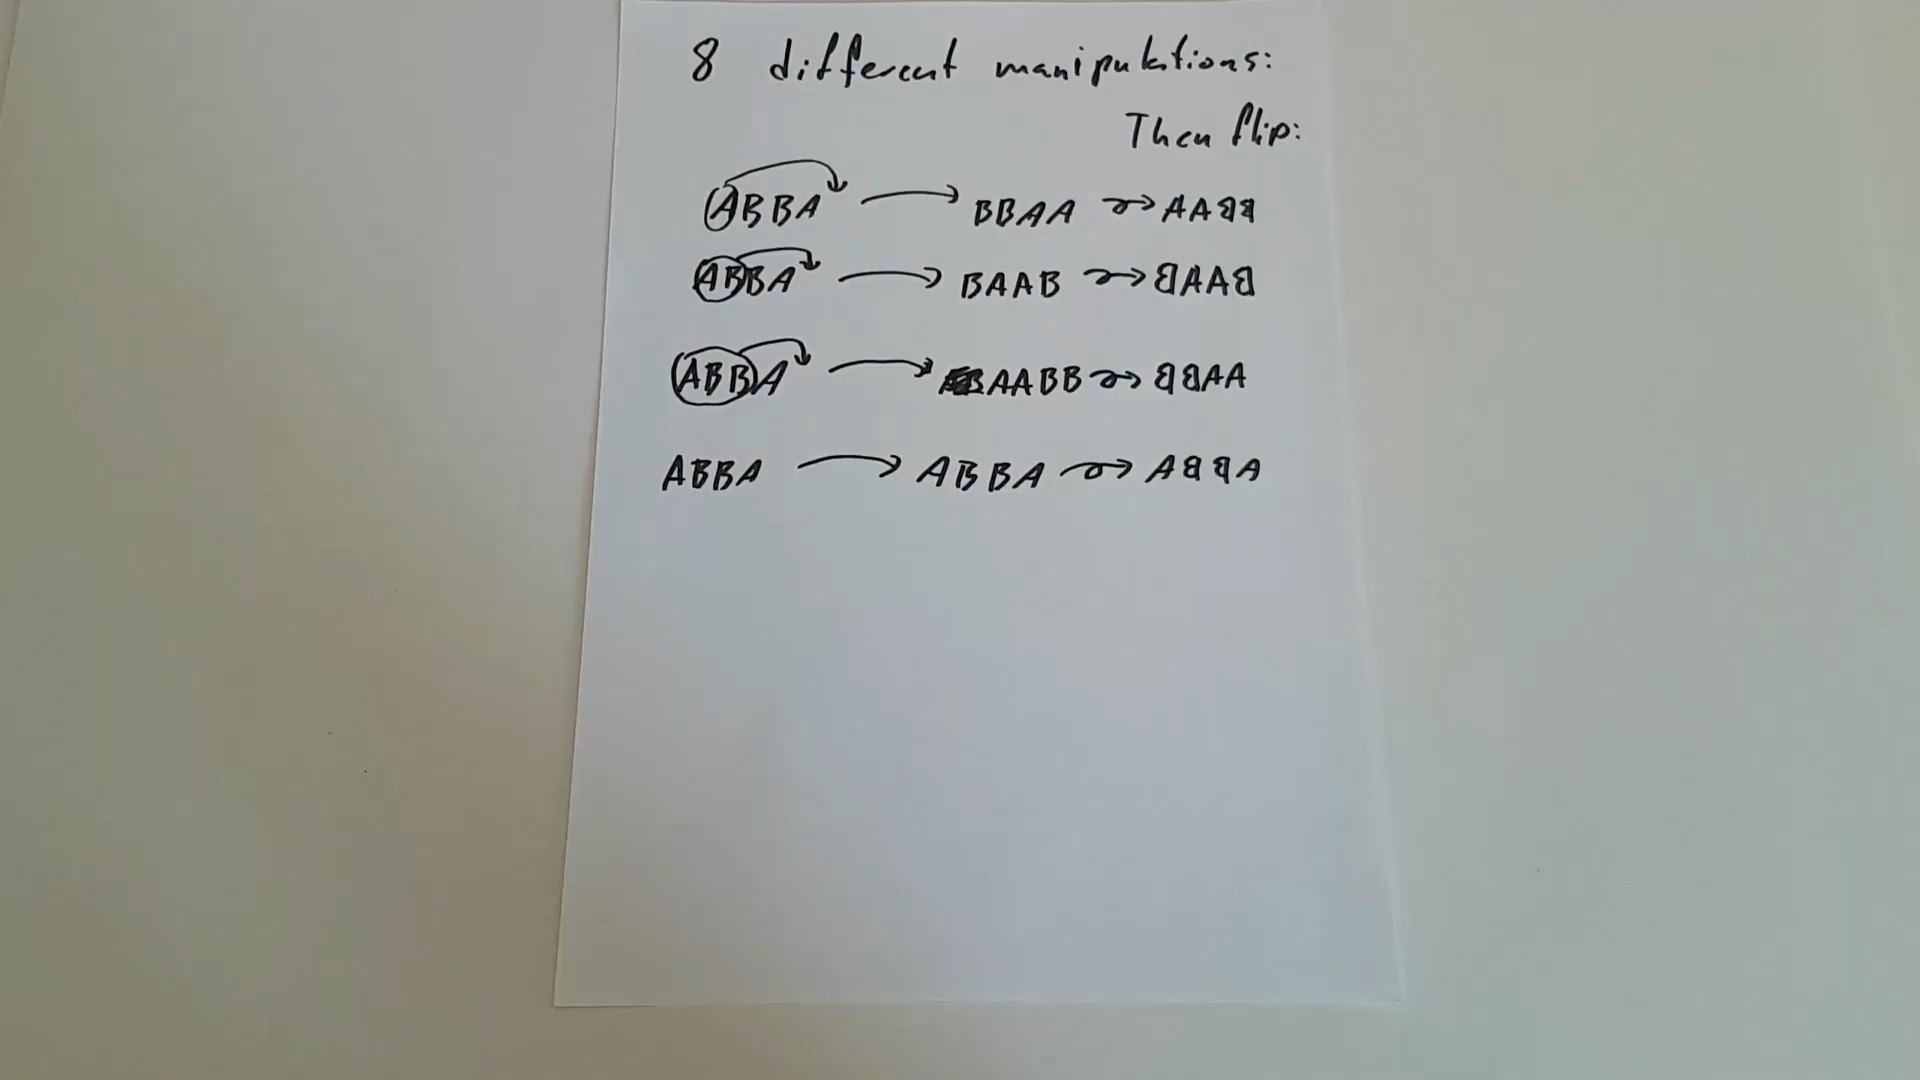 8 different manipulations:
Then flip:
ABBA → BBAA → AAᗺᗺ
ABBA → BAAB → ᗺAAᗺ
ABBA → AABB → ᗺᗺAA
ABBA → ABBA → AᗺᗺA